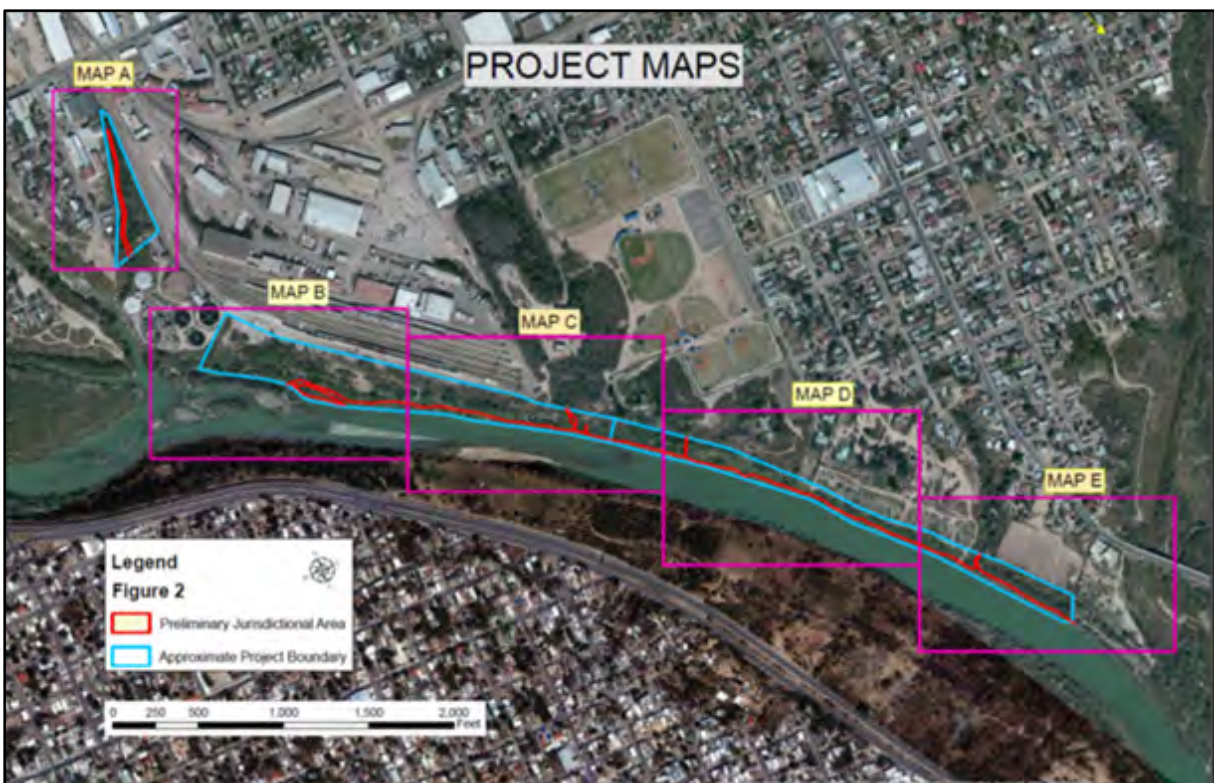 PROJECT MAPS
MAP A
MAP B
MAP C
MAP D
MAP E
Legend
Figure 2
Preliminary Jurisdictional Area
Approximate Project Boundary
0 250 500 1,000 1,500 2,000
Feet